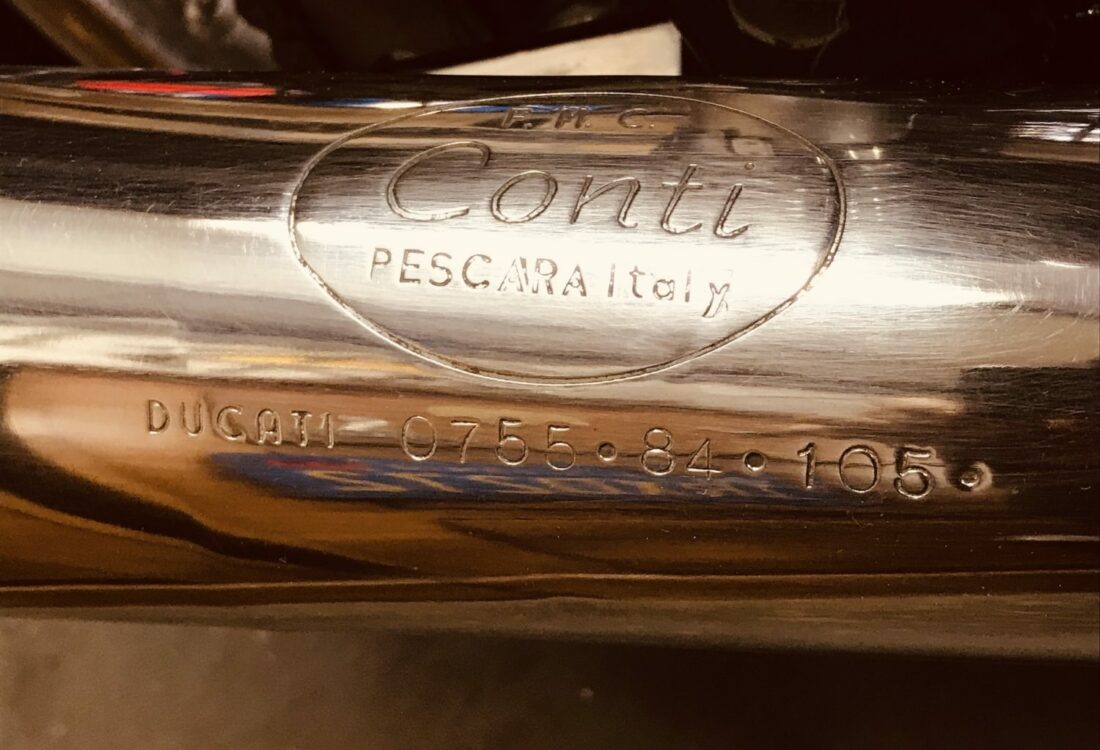 F.M.C.
Conti
PESCARA Italy
DUCATI 0755•84•105•